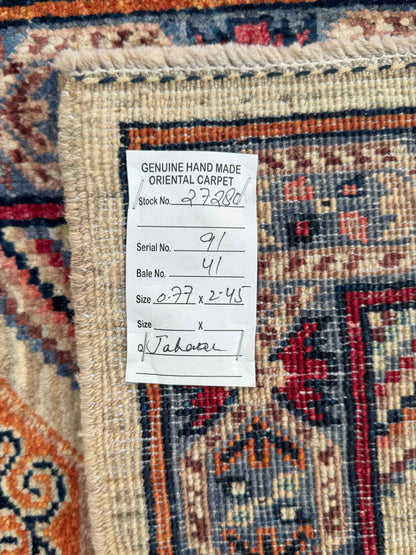 GENUINE HAND MADE
ORIENTAL CARPET
Stock No. 27280
Serial No. 91
Bale No. 41
Size 0.77 x 2.45
Size x
Q